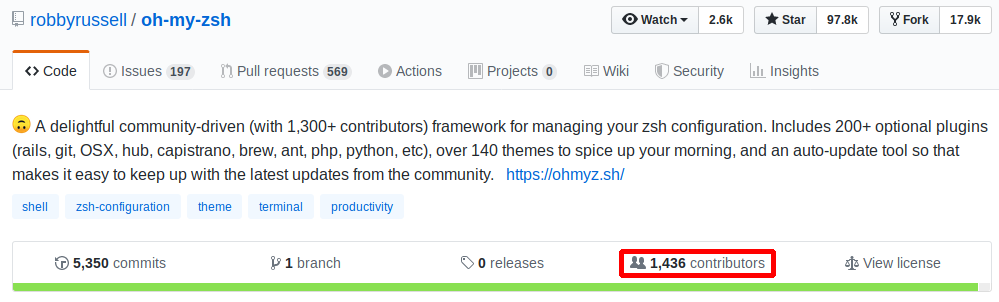 robbyrussell / oh-my-zsh Watch 2.6k Star 97.8k Fork 17.9k
Code Issues 197 Pull requests 569 Actions Projects 0 Wiki Security Insights
🙃 A delightful community-driven (with 1,300+ contributors) framework for managing your zsh configuration. Includes 200+ optional plugins
(rails, git, OSX, hub, capistrano, brew, ant, php, python, etc), over 140 themes to spice up your morning, and an auto-update tool so that
makes it easy to keep up with the latest updates from the community. https://ohmyz.sh/
shell zsh-configuration theme terminal productivity
5,350 commits 1 branch 0 releases 1,436 contributors View license